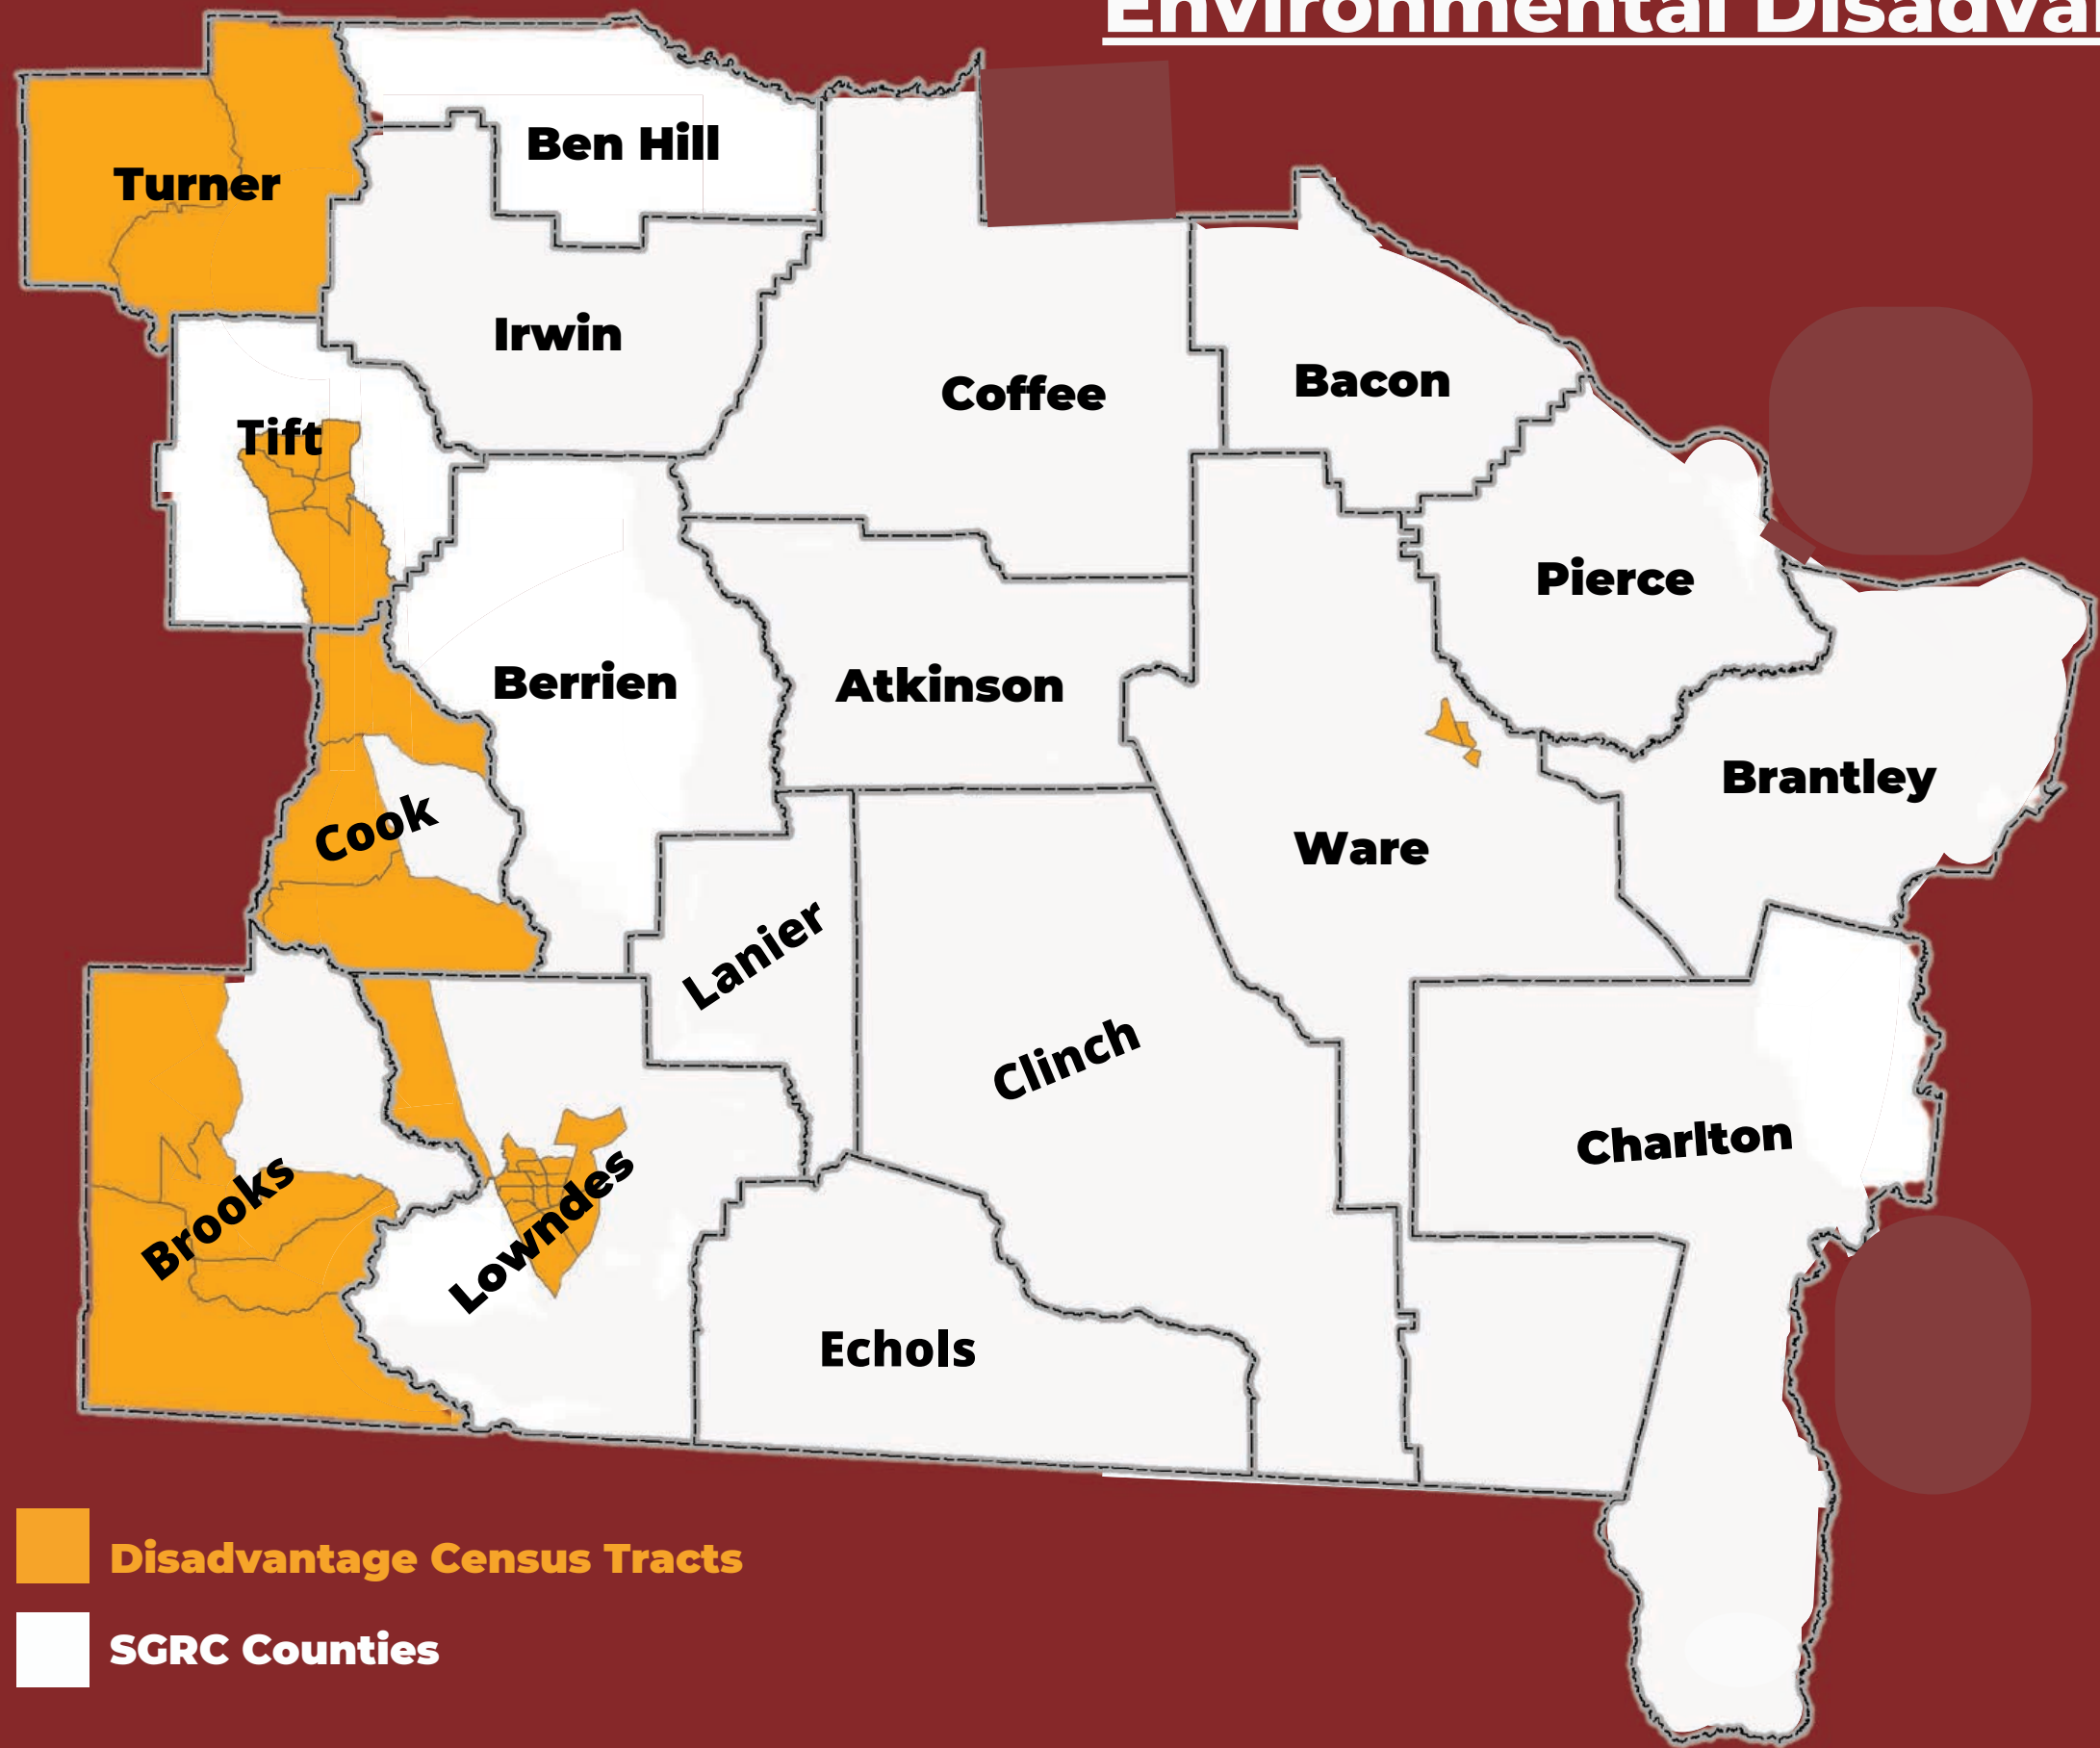 Environmental
Ben Hill
Turner
Irwin
Coffee
Bacon
Tift
Pierce
Berrien
Atkinson
Brantley
Cook
Ware
Lanier
Clinch
Charlton
Brooks
Lowndes
Echols
Disadvantage Census Tracts
SGRC Counties